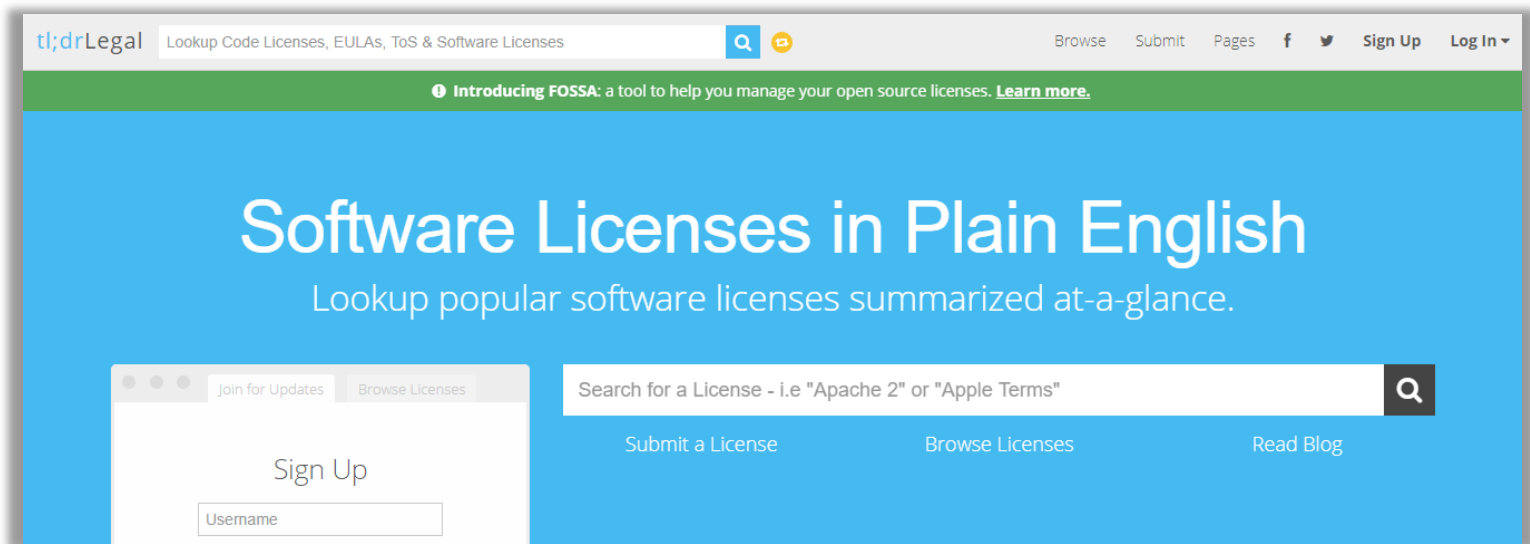 tl;drLegal Lookup Code Licenses, EULAs, ToS & Software Licenses Browse Submit Pages Sign Up Log In
Introducing FOSSA: a tool to help you manage your open source licenses. Learn more.
Software Licenses in Plain English
Lookup popular software licenses summarized at-a-glance.
Join for Updates Browse Licenses
Search for a License - i.e "Apache 2" or "Apple Terms"
Submit a License Browse Licenses Read Blog
Sign Up
Username